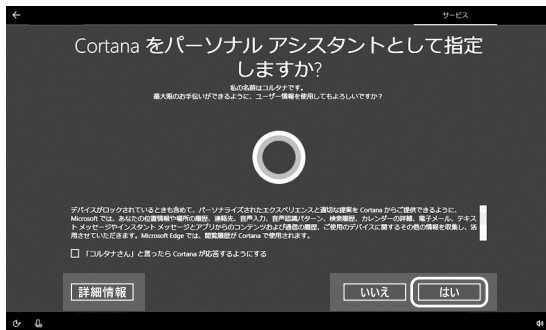 サービス
Cortana をパーソナル アシスタントとして指定
しますか?
私の名前はコルタナです。
最大限のお手伝いができるように、ユーザー情報を使用してもよろしいですか？
デバイスがロックされているときも含めて、パーソナライズされたエクスペリエンスと適切な提案を Cortana からご提供できるように、
Microsoft では、あなたの位置情報や場所の履歴、連絡先、音声入力、音声認識パターン、検索履歴、カレンダーの詳細、電子メール、テキス
ト メッセージやインスタント メッセージとアプリからのコンテンツおよび通信の履歴、ご使用のデバイスに関するその他の情報を収集し、活
用させていただきます。Microsoft Edge では、閲覧履歴が Cortana で使用されます。
「コルタナさん」と言ったら Cortana が応答するようにする
詳細情報 いいえ はい